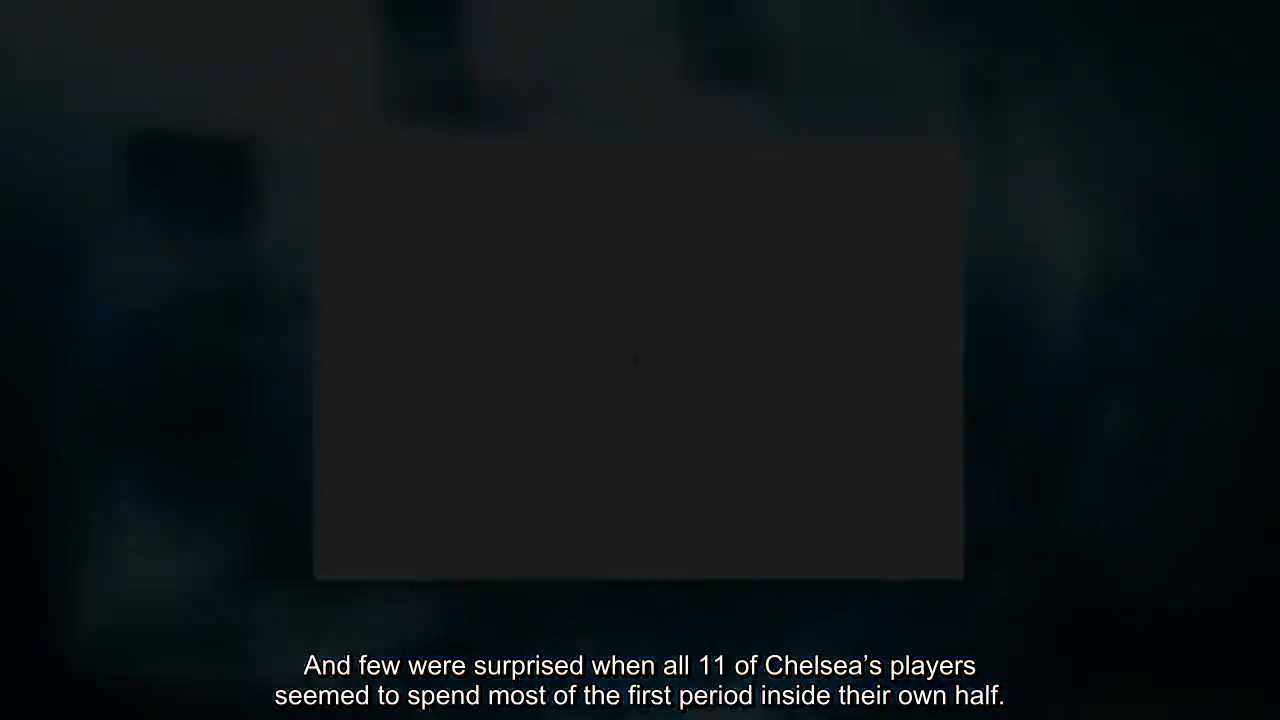 And few were surprised when all 11 of Chelsea’s players
seemed to spend most of the first period inside their own half.